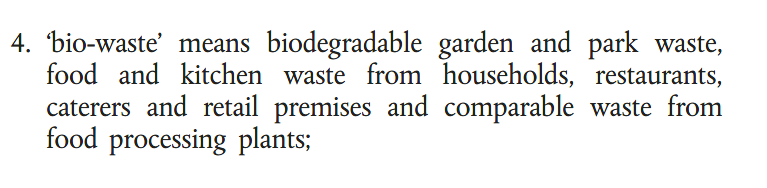 4. ‘bio-waste’ means biodegradable garden and park waste,
food and kitchen waste from households, restaurants,
caterers and retail premises and comparable waste from
food processing plants;